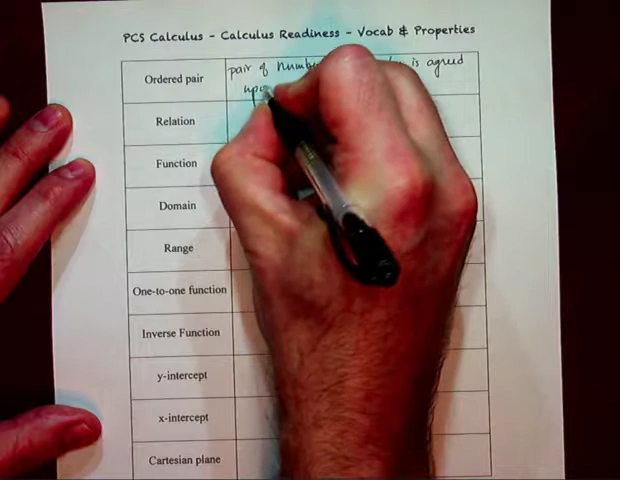 PCS Calculus - Calculus Readiness - Vocab & Properties
Ordered pair
pair of is agreed
Relation
Function
Domain
Range
One-to-one function
Inverse Function
y-intercept
x-intercept
Cartesian plane